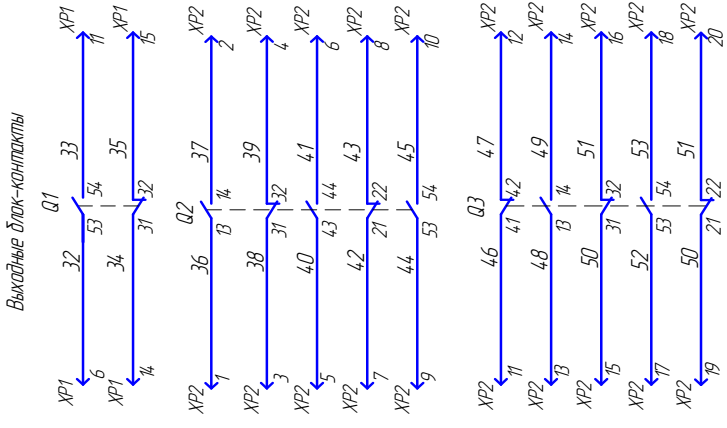 Выходные блок-контакты
XP1 32 Q1 33 XP1
6 53 54 11
XP1 34 35 XP1
14 31 32 15
XP2 36 Q2 37 XP2
1 13 14 2
XP2 38 39 XP2
3 31 32 4
XP2 40 41 XP2
5 43 44 6
XP2 42 43 XP2
7 21 22 8
XP2 44 45 XP2
9 53 54 10
XP2 46 Q3 47 XP2
11 41 42 12
XP2 48 49 XP2
13 13 14 14
XP2 50 51 XP2
15 31 32 16
XP2 52 53 XP2
17 53 54 18
XP2 50 51 XP2
19 21 22 20